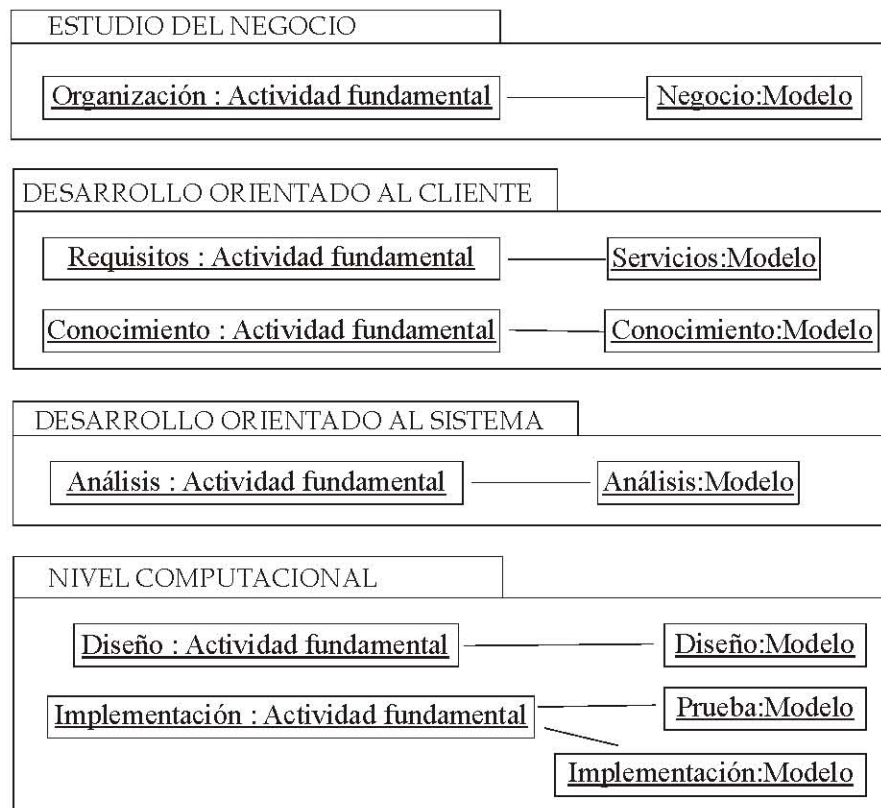 ESTUDIO DEL NEGOCIO
Organización : Actividad fundamental
Negocio:Modelo
DESARROLLO ORIENTADO AL CLIENTE
Requisitos : Actividad fundamental
Servicios:Modelo
Conocimiento : Actividad fundamental
Conocimiento:Modelo
DESARROLLO ORIENTADO AL SISTEMA
Análisis : Actividad fundamental
Análisis:Modelo
NIVEL COMPUTACIONAL
Diseño : Actividad fundamental
Diseño:Modelo
Implementación : Actividad fundamental
Prueba:Modelo
Implementación:Modelo